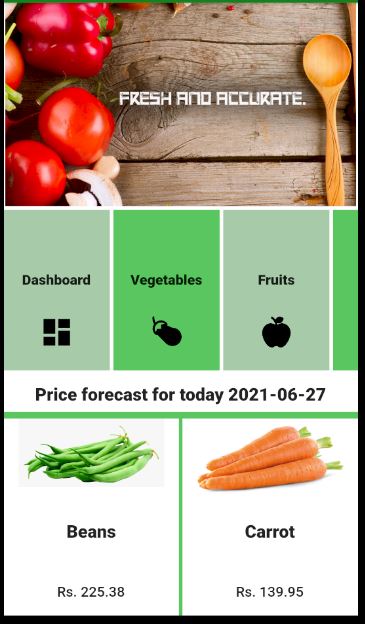 FRESH AND ACCURATE.
Dashboard
Vegetables
Fruits
Price forecast for today 2021-06-27
Beans
Carrot
Rs. 225.38
Rs. 139.95